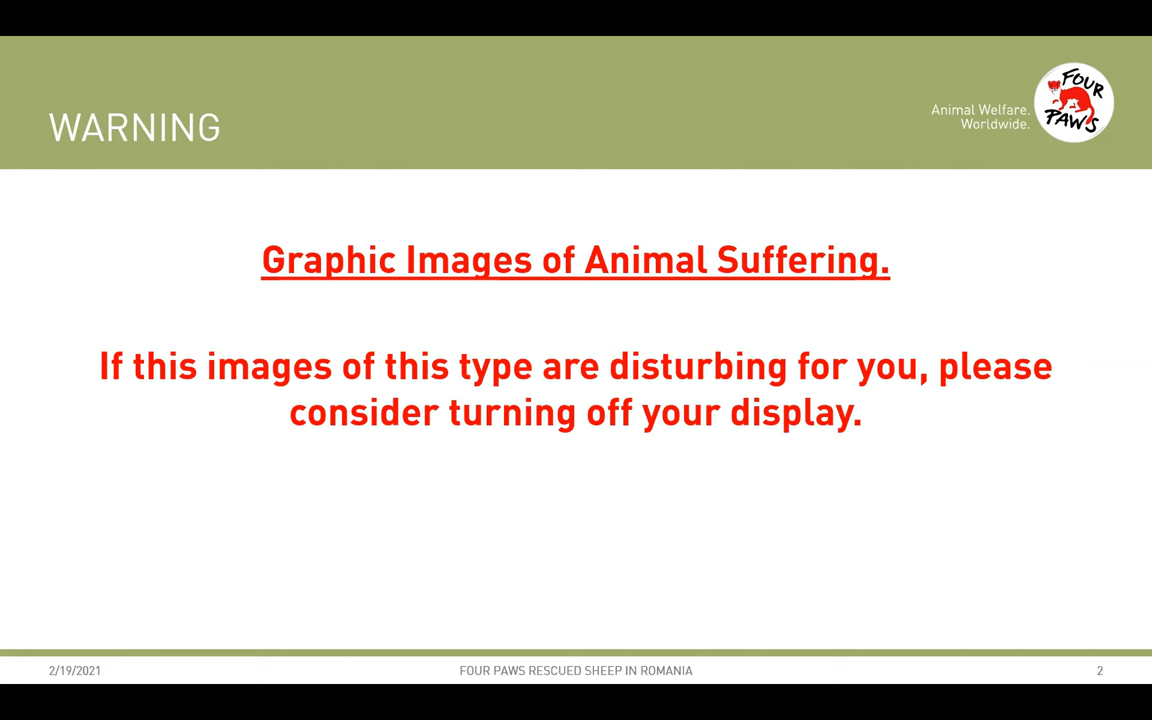 WARNING
Animal Welfare.
Worldwide.
FOUR
PAWS
Graphic Images of Animal Suffering.
If this images of this type are disturbing for you, please
consider turning off your display.
2/19/2021
FOUR PAWS RESCUED SHEEP IN ROMANIA
2